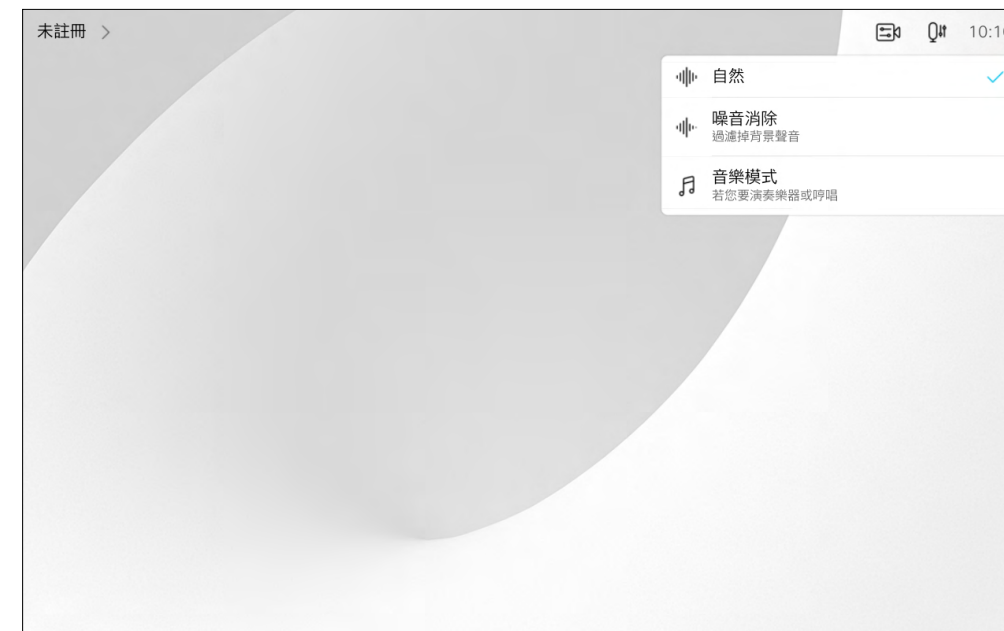 未註冊
自然
噪音消除
過濾掉背景聲音
音樂模式
若您要演奏樂器或哼唱